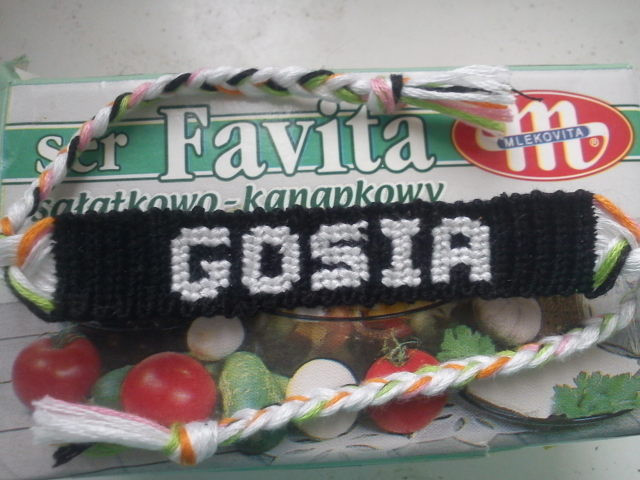 ser Favita
sałatkowo-kanapkowy
m
MLEKOVITA ®
GOSIA